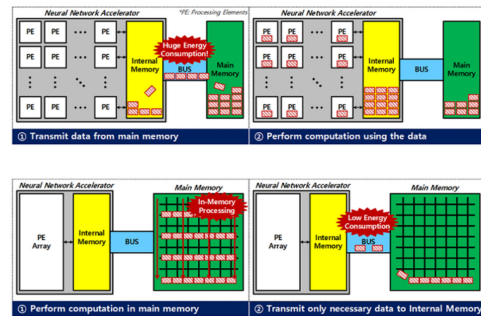 Neural Network Accelerator
*PE: Processing Elements
PE PE ... PE
PE PE ... PE
PE PE ... PE
Internal Memory
Huge Energy Consumption!
BUS
Main Memory
① Transmit data from main memory
Neural Network Accelerator
PE PE ... PE
PE PE ... PE
PE PE ... PE
Internal Memory
BUS
Main Memory
② Perform computation using the data
Neural Network Accelerator
Main Memory
PE Array
Internal Memory
BUS
In-Memory Processing
① Perform computation in main memory
Neural Network Accelerator
Main Memory
PE Array
Internal Memory
Low Energy Consumption
BUS
② Transmit only necessary data to Internal Memory